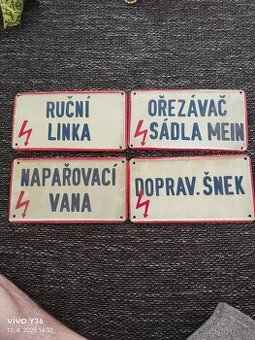 RUČNÍ
LINKA
OŘEZÁVAČ
SÁDLA MEIN
NAPAŘOVACÍ
VANA
DOPRAV. ŠNEK
vivo Y36
12. 4. 2025 16:32